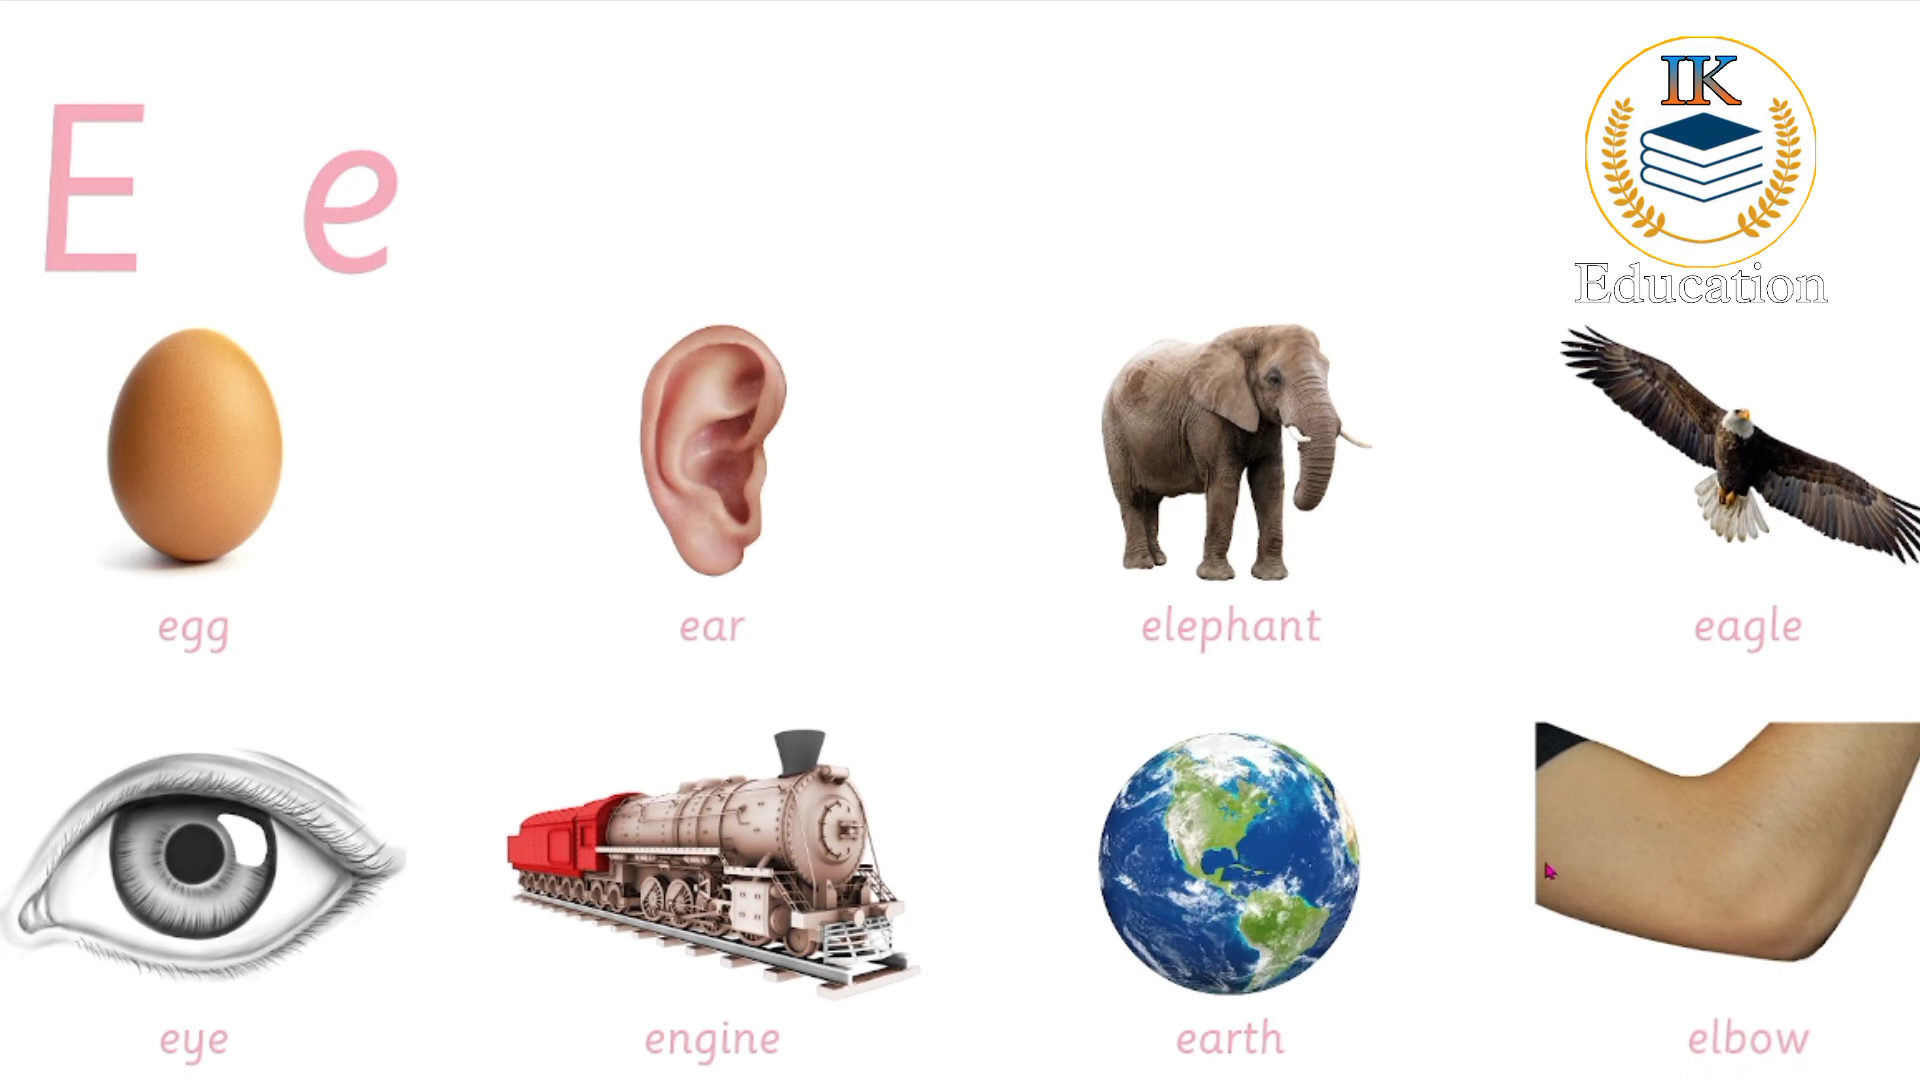 E e
IK
Education
egg ear elephant eagle
eye engine earth elbow